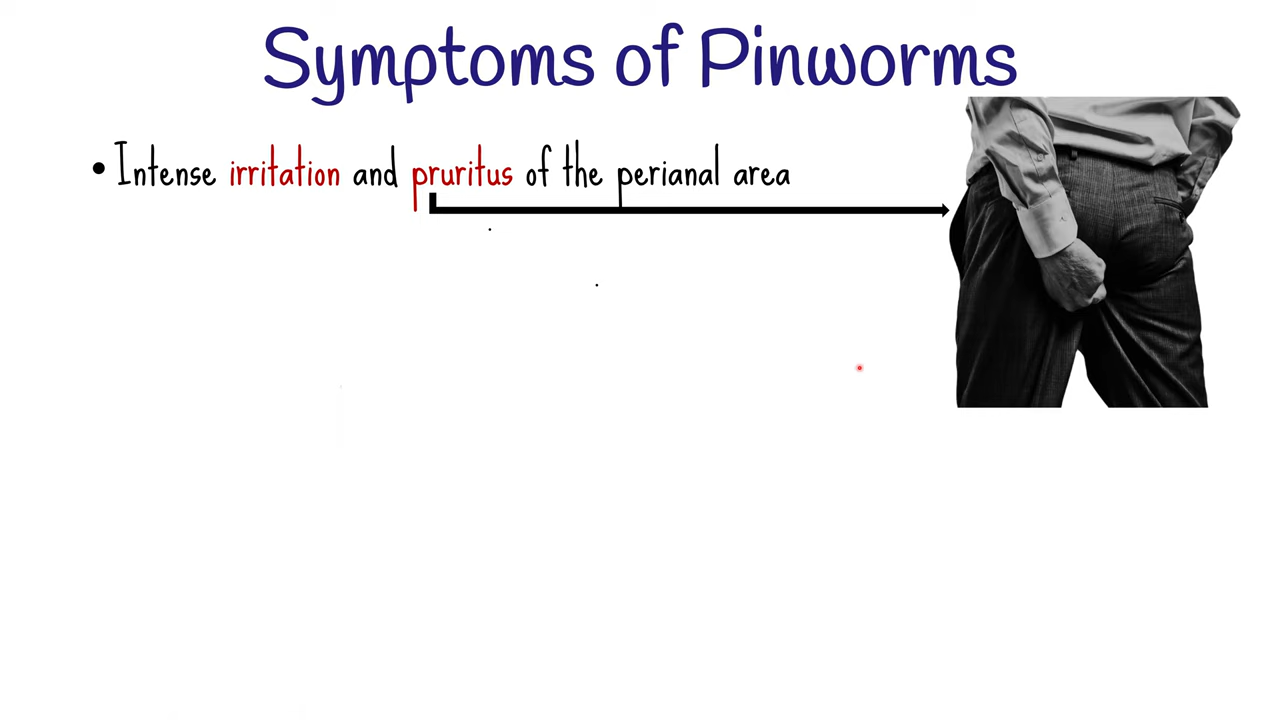 Symptoms of Pinworms
• Intense irritation and pruritus of the perianal area